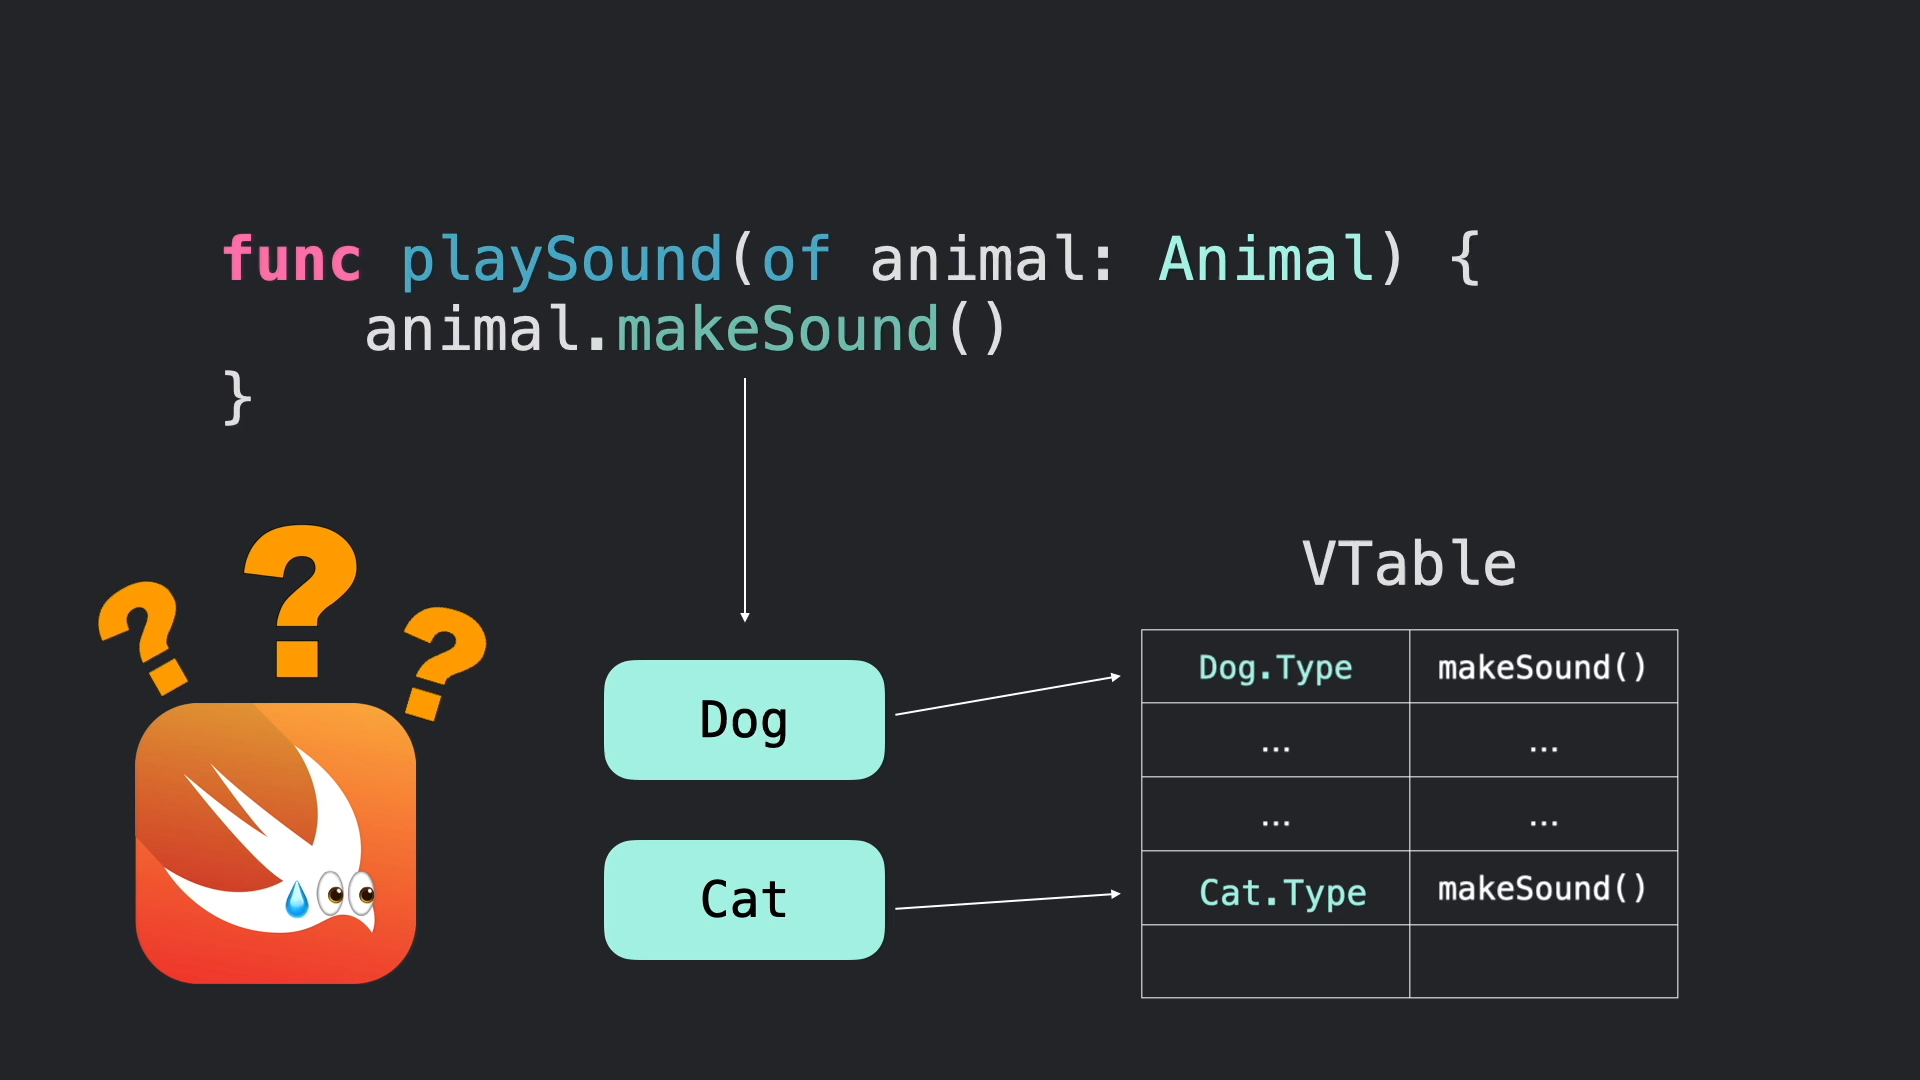 func playSound(of animal: Animal) {
    animal.makeSound()
}
? ? ?
VTable
Dog
Dog.Type makeSound()
... ...
... ...
Cat
Cat.Type makeSound()